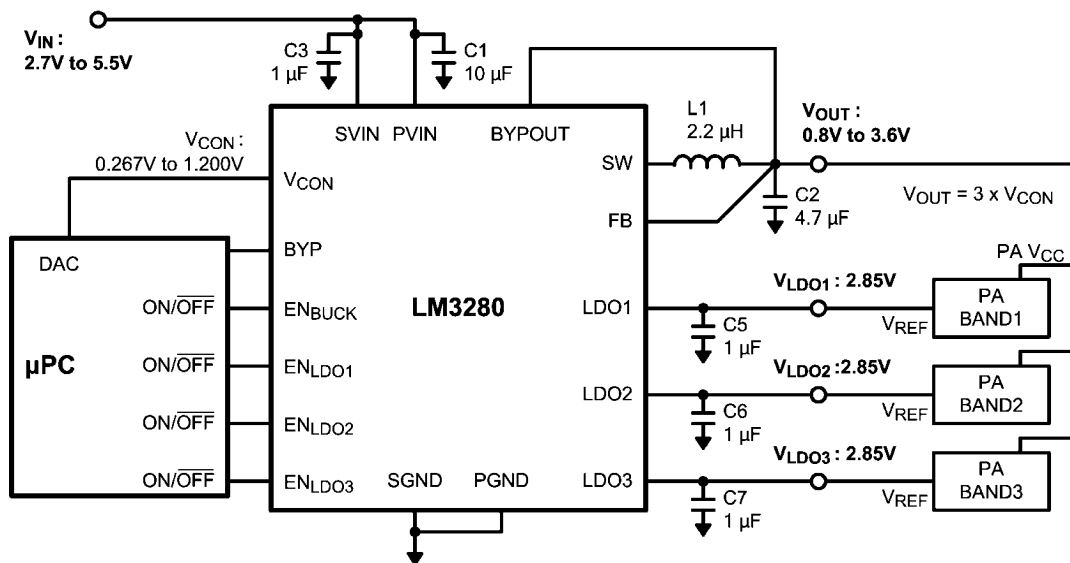 VIN :
2.7V to 5.5V
C3
1 µF
C1
10 µF
SVIN
PVIN
BYPOUT
L1
2.2 µH
VOUT :
0.8V to 3.6V
VCON :
0.267V to 1.200V
VCON
SW
C2
4.7 µF
VOUT = 3 x VCON
FB
DAC
BYP
PA VCC
ON/OFF
ENBUCK
LM3280
LDO1
VLDO1: 2.85V
VREF
PA
BAND1
C5
1 µF
µPC
ON/OFF
ENLDO1
ON/OFF
ENLDO2
LDO2
VLDO2 :2.85V
VREF
PA
BAND2
C6
1 µF
ON/OFF
ENLDO3
SGND
PGND
LDO3
VLDO3: 2.85V
VREF
PA
BAND3
C7
1 µF